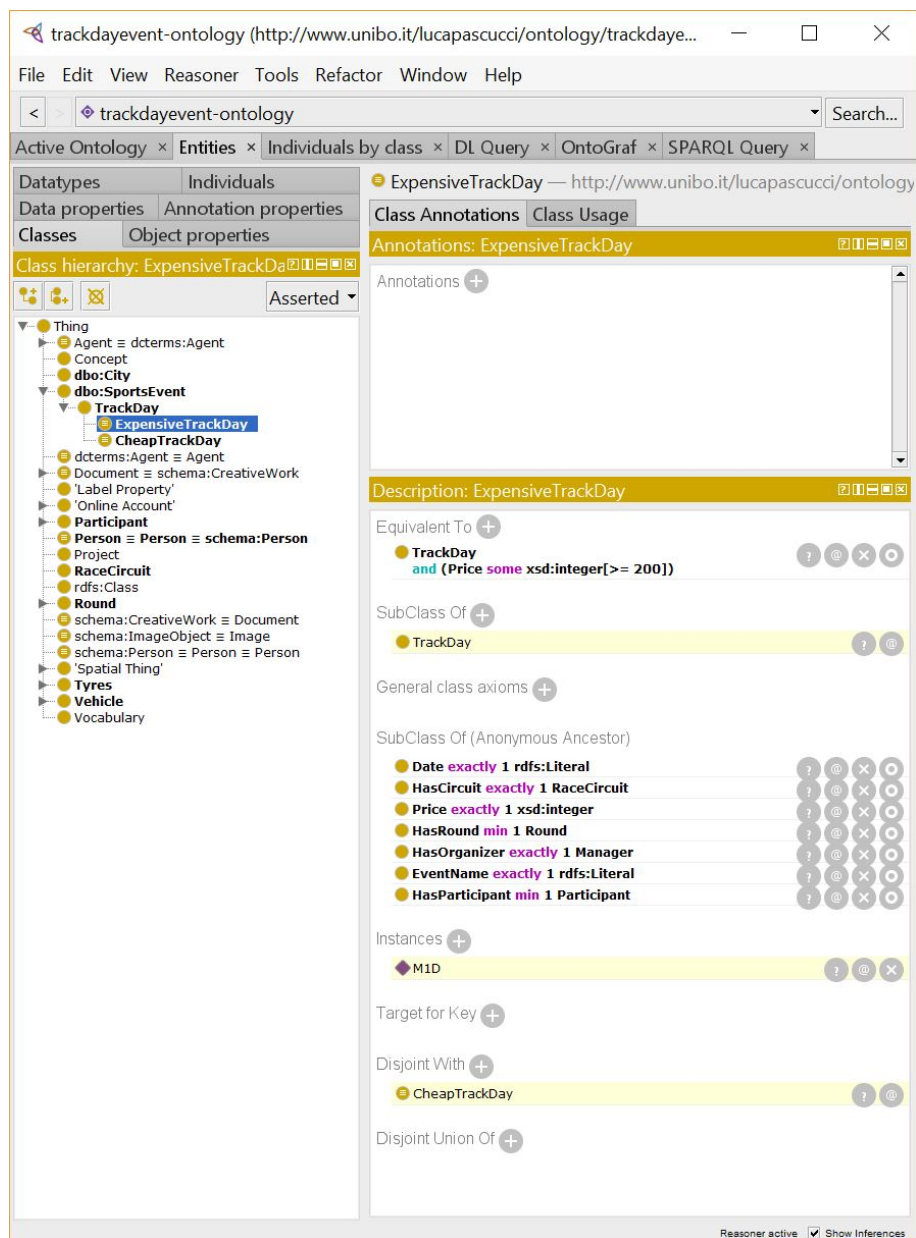 trackdayevent-ontology (http://www.unibo.it/lucapascucci/ontology/trackdaye...
File Edit View Reasoner Tools Refactor Window Help
< > trackdayevent-ontology Search...
Active Ontology × Entities × Individuals by class × DL Query × OntoGraf × SPARQL Query ×
Datatypes Individuals
Data properties Annotation properties
Classes Object properties
Class hierarchy: ExpensiveTrackDa
Asserted
Thing
Agent ≡ dcterms:Agent
Concept
dbo:City
dbo:SportsEvent
TrackDay
ExpensiveTrackDay
CheapTrackDay
dcterms:Agent ≡ Agent
Document ≡ schema:CreativeWork
'Label Property'
'Online Account'
Participant
Person ≡ Person ≡ schema:Person
Project
RaceCircuit
rdfs:Class
Round
schema:CreativeWork ≡ Document
schema:ImageObject ≡ Image
schema:Person ≡ Person ≡ Person
'Spatial Thing'
Tyres
Vehicle
Vocabulary
ExpensiveTrackDay — http://www.unibo.it/lucapascucci/ontology
Class Annotations Class Usage
Annotations: ExpensiveTrackDay
Annotations
Description: ExpensiveTrackDay
Equivalent To
TrackDay
and (Price some xsd:integer[>= 200])
SubClass Of
TrackDay
General class axioms
SubClass Of (Anonymous Ancestor)
Date exactly 1 rdfs:Literal
HasCircuit exactly 1 RaceCircuit
Price exactly 1 xsd:integer
HasRound min 1 Round
HasOrganizer exactly 1 Manager
EventName exactly 1 rdfs:Literal
HasParticipant min 1 Participant
Instances
M1D
Target for Key
Disjoint With
CheapTrackDay
Disjoint Union Of
Reasoner active Show Inferences